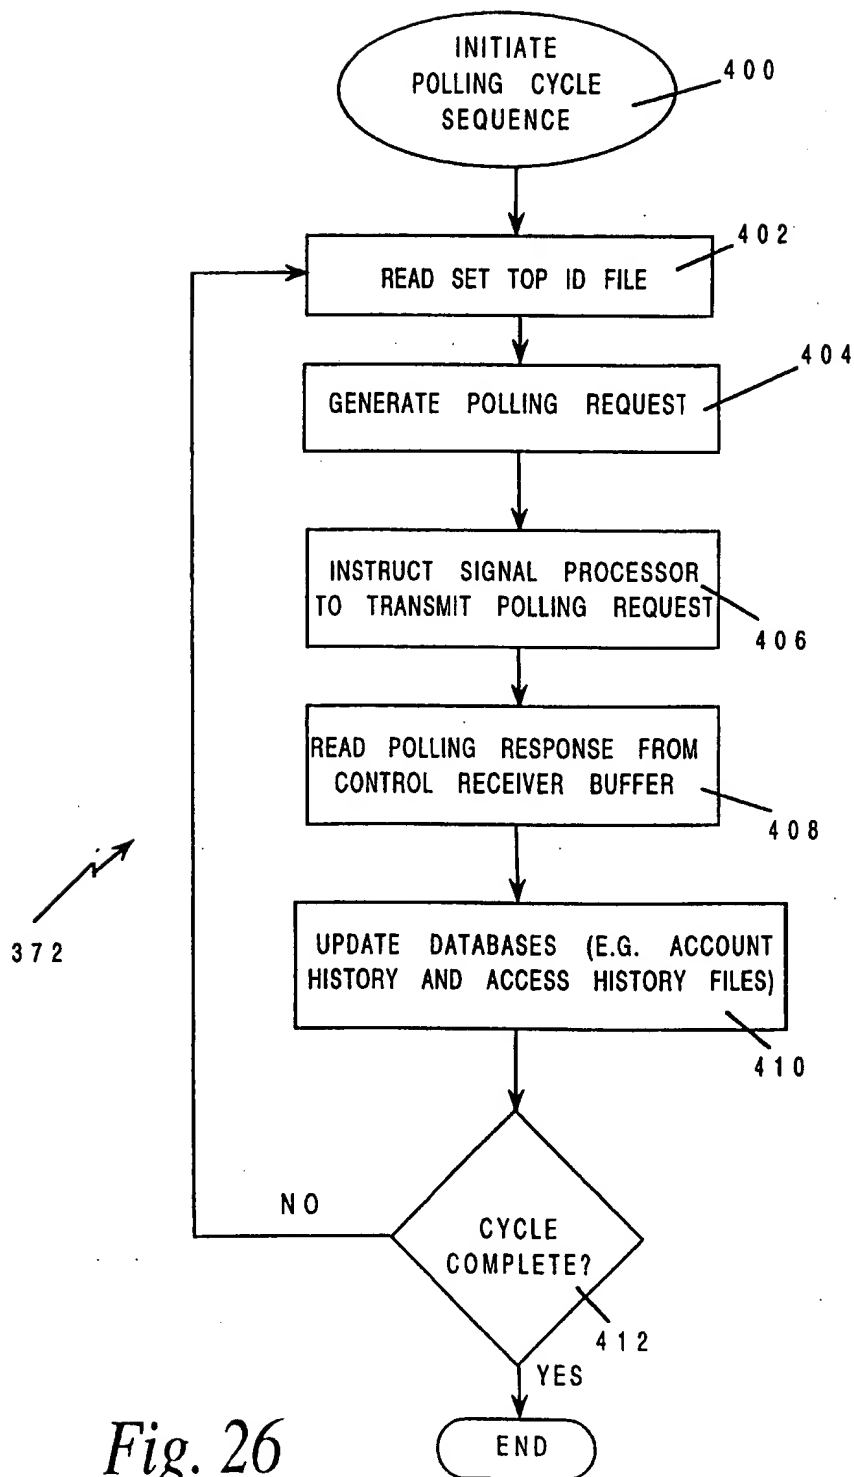 INITIATE
POLLING CYCLE
SEQUENCE
400
402
READ SET TOP ID FILE
404
GENERATE POLLING REQUEST
INSTRUCT SIGNAL PROCESSOR
TO TRANSMIT POLLING REQUEST
406
READ POLLING RESPONSE FROM
CONTROL RECEIVER BUFFER
408
372
UPDATE DATABASES (E.G. ACCOUNT
HISTORY AND ACCESS HISTORY FILES)
410
NO
CYCLE
COMPLETE?
412
YES
END
Fig. 26